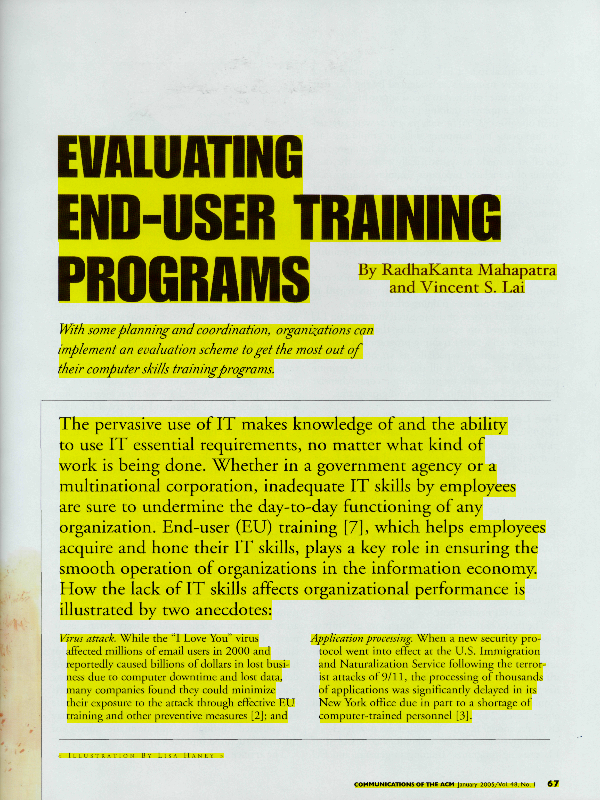 EVALUATING
END-USER TRAINING
PROGRAMS
By RadhaKanta Mahapatra
and Vincent S. Lai
With some planning and coordination, organizations can
implement an evaluation scheme to get the most out of
their computer skills training programs.
The pervasive use of IT makes knowledge of and the ability
to use IT essential requirements, no matter what kind of
work is being done. Whether in a government agency or a
multinational corporation, inadequate IT skills by employees
are sure to undermine the day-to-day functioning of any
organization. End-user (EU) training [7], which helps employees
acquire and hone their IT skills, plays a key role in ensuring the
smooth operation of organizations in the information economy.
How the lack of IT skills affects organizational performance is
illustrated by two anecdotes:
Virus attack. While the “I Love You” virus
affected millions of email users in 2000 and
reportedly caused billions of dollars in lost busi-
ness due to computer downtime and lost data,
many companies found they could minimize
their exposure to the attack through effective EU
training and other preventive measures [2]; and
Application processing. When a new security pro-
tocol went into effect at the U.S. Immigration
and Naturalization Service following the terror-
ist attacks of 9/11, the processing of thousands
of applications was significantly delayed in its
New York office due in part to a shortage of
computer-trained personnel [3].
- Illustration By Lisa Haney -
COMMUNICATIONS OF THE ACM January 2005/Vol. 48, No. 1 67